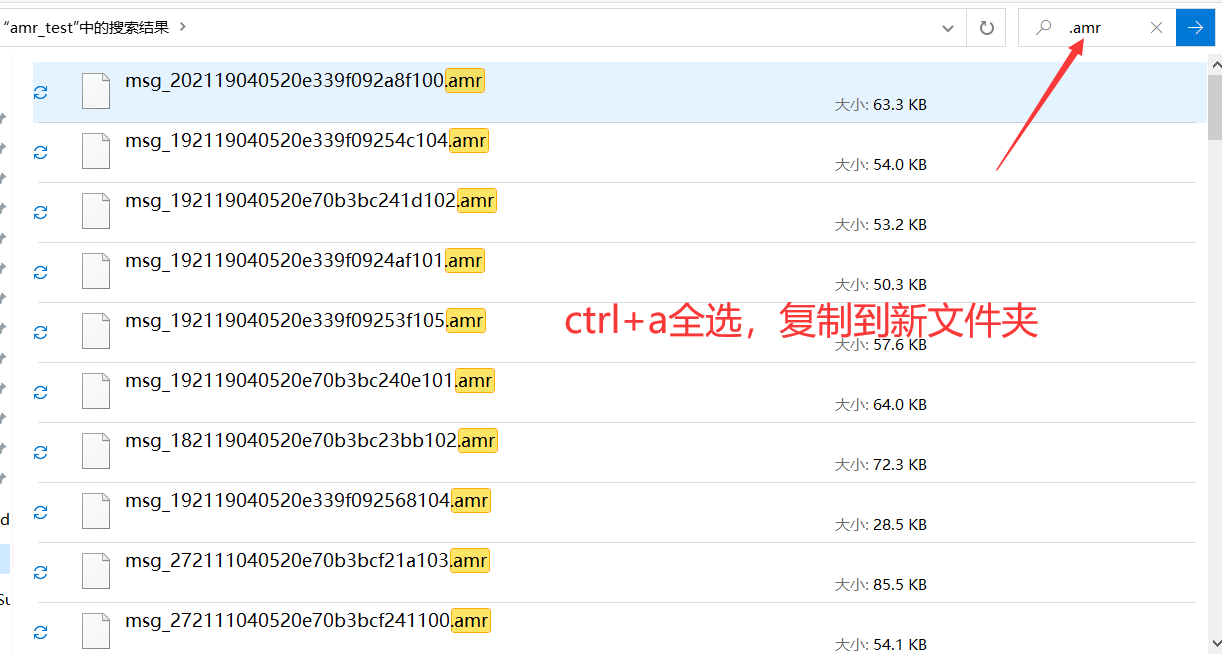 “amr_test”中的搜索结果
.amr
msg_202119040520e339f092a8f100.amr
大小: 63.3 KB
msg_192119040520e339f09254c104.amr
大小: 54.0 KB
msg_192119040520e70b3bc241d102.amr
大小: 53.2 KB
msg_192119040520e339f0924af101.amr
大小: 50.3 KB
msg_192119040520e339f09253f105.amr
ctrl+a全选，复制到新文件夹
大小: 57.6 KB
msg_192119040520e70b3bc240e101.amr
大小: 64.0 KB
msg_182119040520e70b3bc23bb102.amr
大小: 72.3 KB
msg_192119040520e339f092568104.amr
大小: 28.5 KB
d
msg_272111040520e70b3bcf21a103.amr
大小: 85.5 KB
Su
msg_272111040520e70b3bcf241100.amr
大小: 54.1 KB